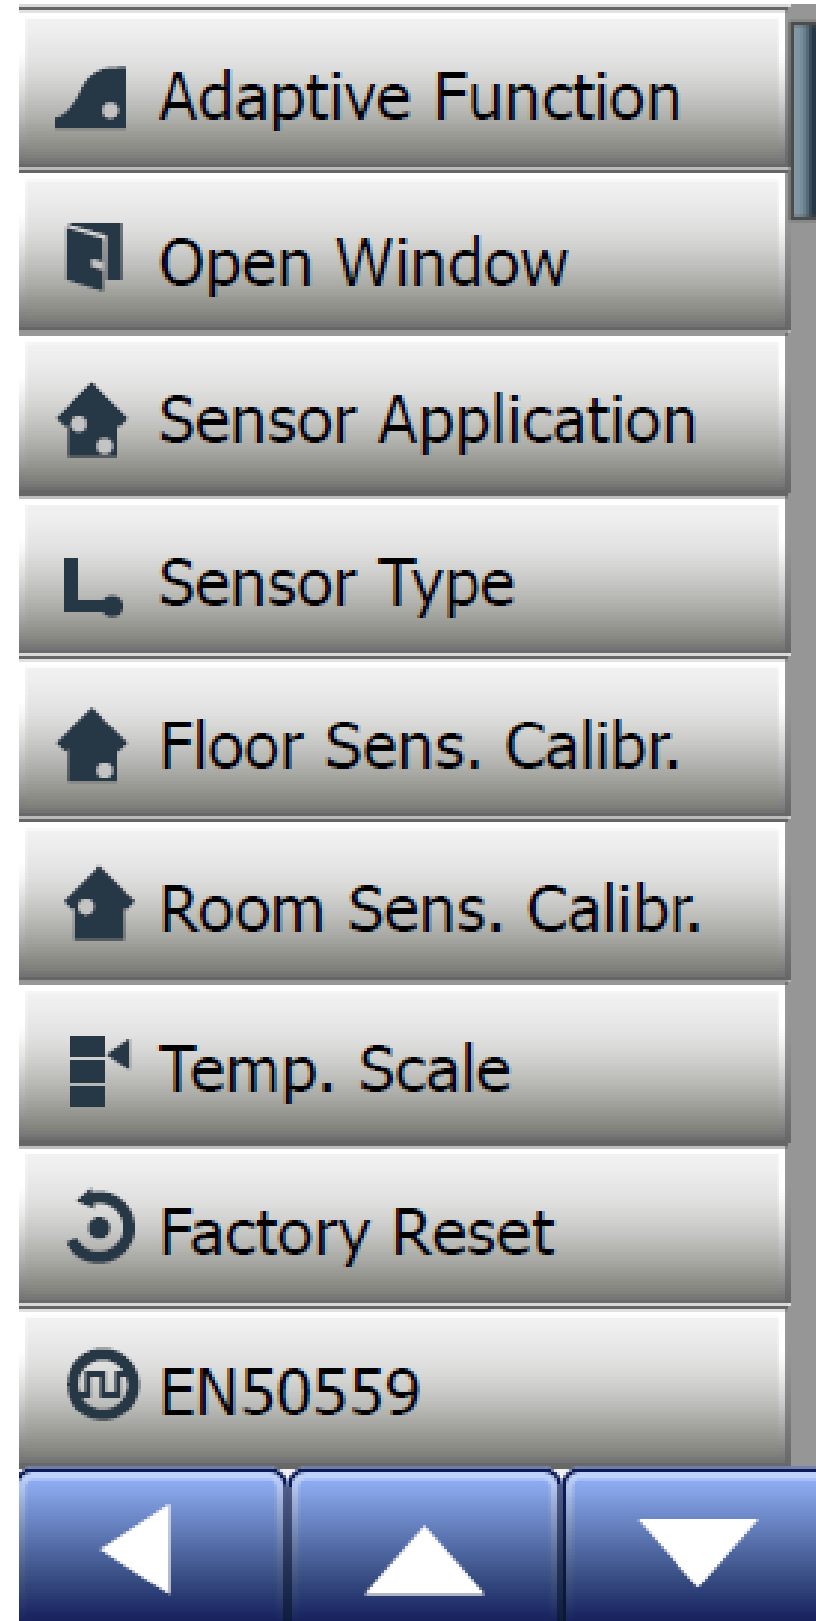 Adaptive Function
Open Window
Sensor Application
Sensor Type
Floor Sens. Calibr.
Room Sens. Calibr.
Temp. Scale
Factory Reset
EN50559